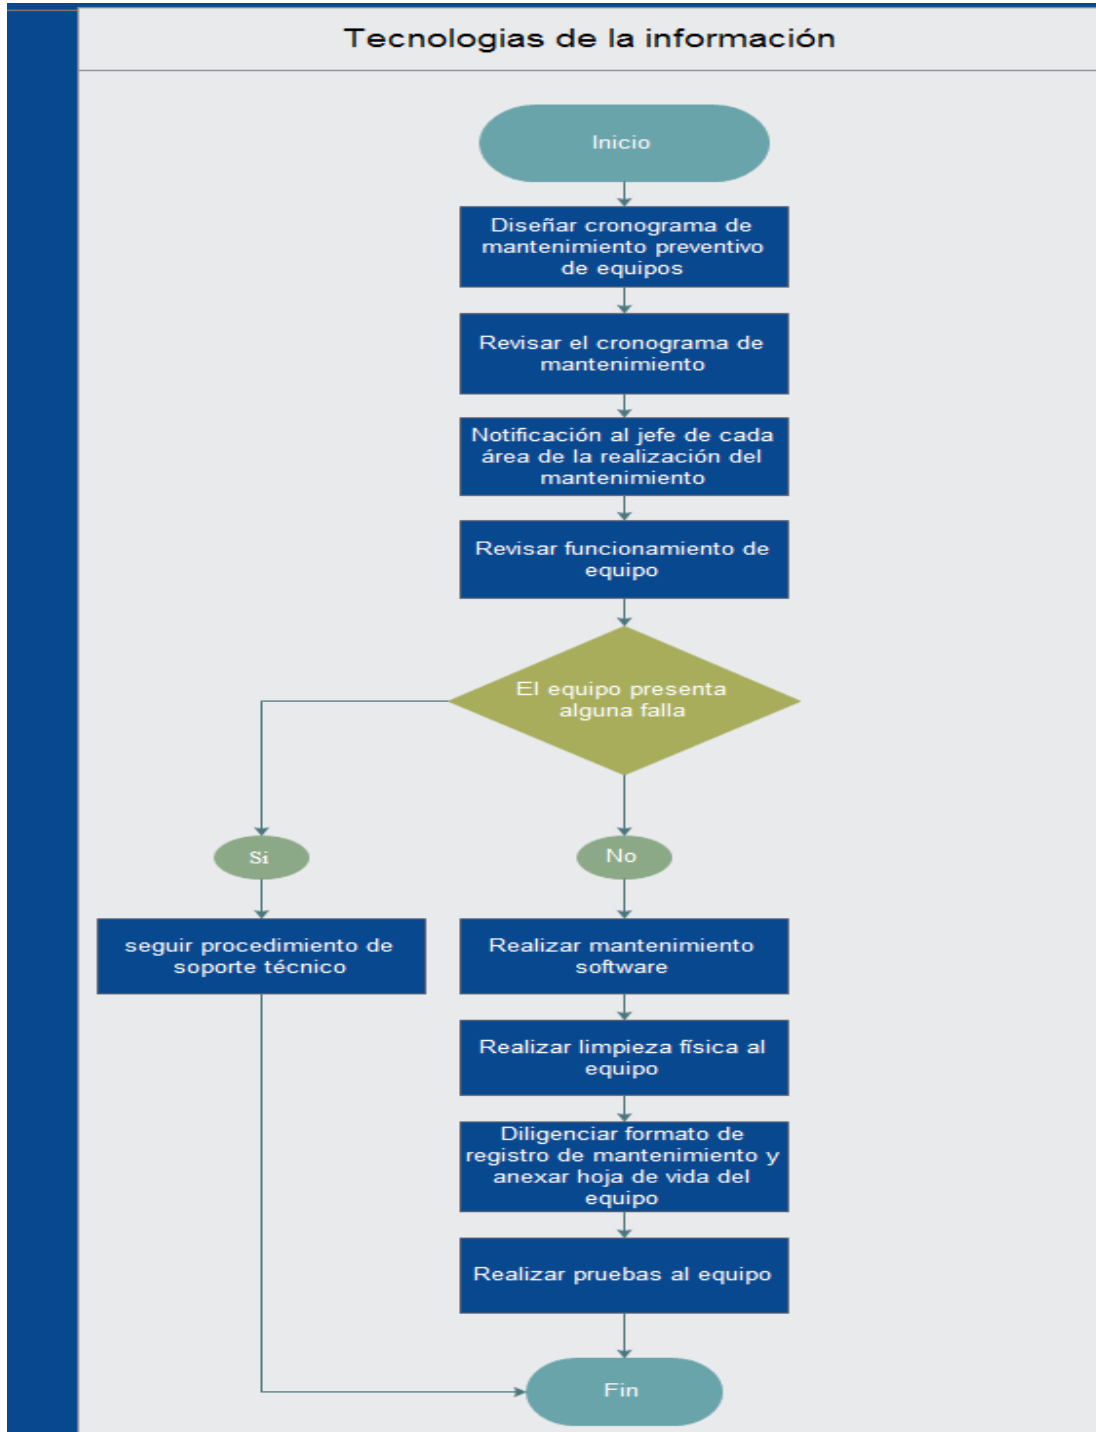 Tecnologias de la información
Inicio
Diseñar cronograma de
mantenimiento preventivo
de equipos
Revisar el cronograma de
mantenimiento
Notificación al jefe de cada
área de la realización del
mantenimiento
Revisar funcionamiento de
equipo
El equipo presenta
alguna falla
Si
No
seguir procedimiento de
soporte técnico
Realizar mantenimiento
software
Realizar limpieza física al
equipo
Diligenciar formato de
registro de mantenimiento y
anexar hoja de vida del
equipo
Realizar pruebas al equipo
Fin